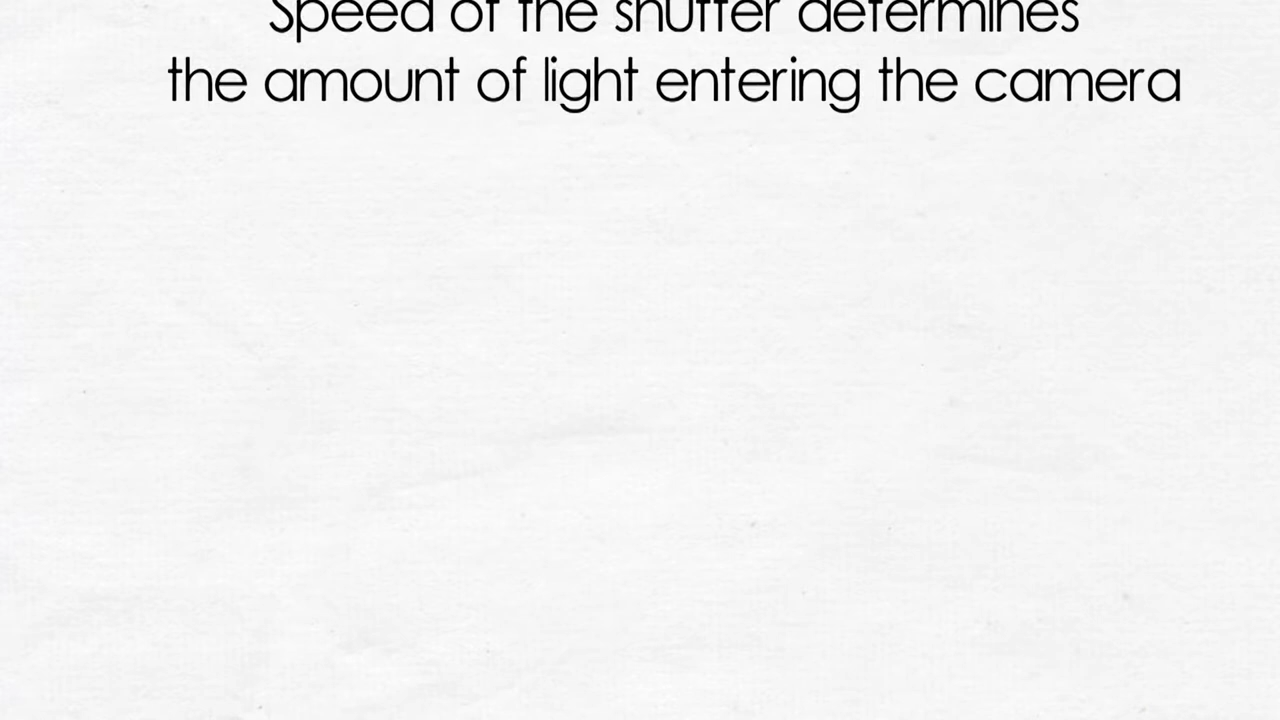 Speed of the shutter determines
the amount of light entering the camera